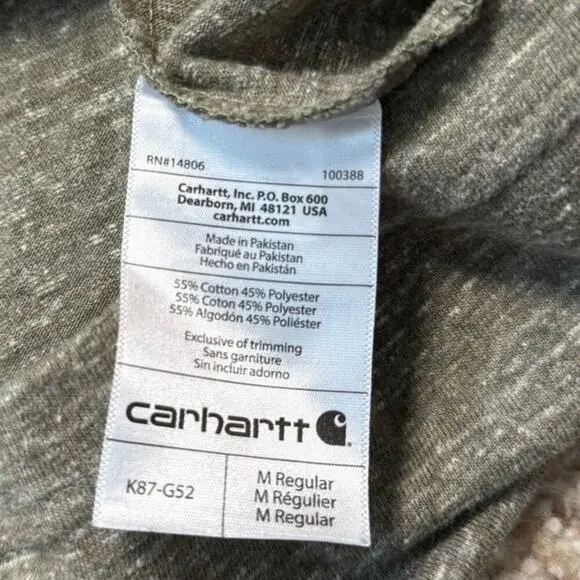 RN#14806 100388
Carhartt, Inc. P.O. Box 600
Dearborn, MI 48121 USA
carhartt.com
Made in Pakistan
Fabriqué au Pakistan
Hecho en Pakistán
55% Cotton 45% Polyester
55% Coton 45% Polyester
55% Algodón 45% Poliéster
Exclusive of trimming
Sans garniture
Sin incluir adorno
carhartt
K87-G52
M Regular
M Régulier
M Regular